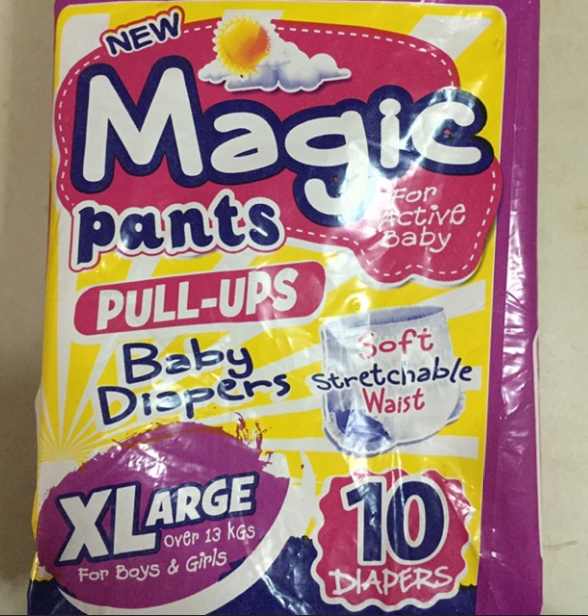 NEW
Magic
pants
For
Active
Baby
PULL-UPS
Baby
Diapers
Soft
Stretchable
Waist
XLARGE
Over 13 KGs
For Boys & Girls
10
DIAPERS